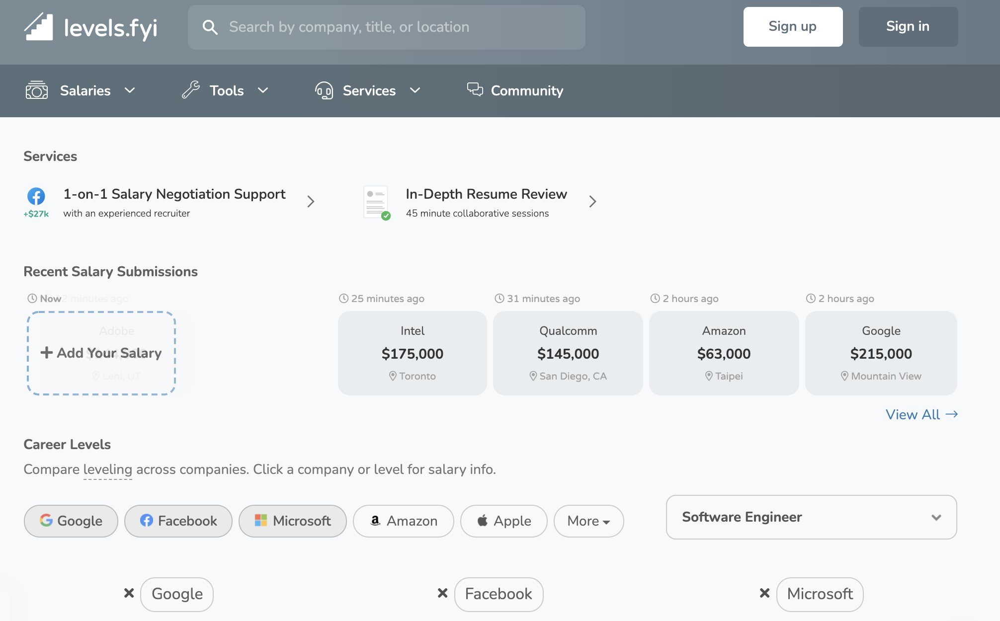 levels.fyi
Search by company, title, or location
Sign up
Sign in
Salaries
Tools
Services
Community
Services
1-on-1 Salary Negotiation Support
+$27k
with an experienced recruiter
In-Depth Resume Review
45 minute collaborative sessions
Recent Salary Submissions
Now
2 minutes ago
Adobe
+ Add Your Salary
Lehi, UT
25 minutes ago
Intel
$175,000
Toronto
31 minutes ago
Qualcomm
$145,000
San Diego, CA
2 hours ago
Amazon
$63,000
Taipei
2 hours ago
Google
$215,000
Mountain View
View All →
Career Levels
Compare leveling across companies. Click a company or level for salary info.
Google
Facebook
Microsoft
Amazon
Apple
More
Software Engineer
× Google
× Facebook
× Microsoft